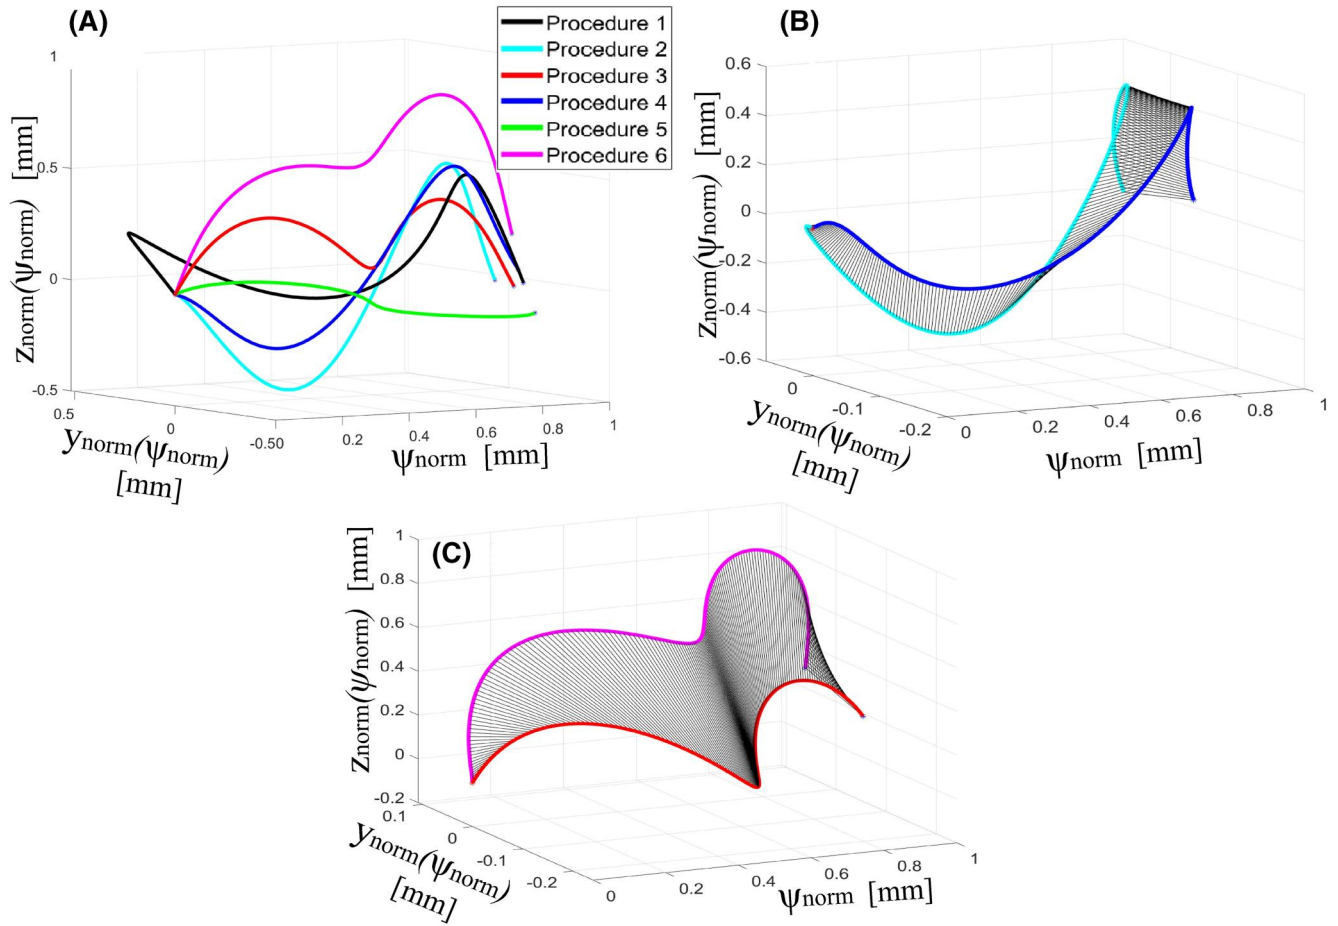 (A)
Procedure 1
Procedure 2
Procedure 3
Procedure 4
Procedure 5
Procedure 6
1
0.5
0
-0.5
Znorm(ψnorm) [mm]
0.5
0
-0.50
ynorm(ψnorm)
[mm]
0.2
0.4
0.6
0.8
1
ψnorm [mm]
(B)
0.6
0.4
0.2
0
-0.2
-0.4
-0.6
Znorm(ψnorm) [mm]
0
-0.1
-0.2
ynorm(ψnorm)
[mm]
0
0.2
0.4
0.6
0.8
1
ψnorm [mm]
(C)
1
0.8
0.6
0.4
0.2
0
-0.2
Znorm(ψnorm) [mm]
0.1
0
-0.1
-0.2
ynorm(ψnorm)
[mm]
0
0.2
0.4
0.6
0.8
1
ψnorm [mm]